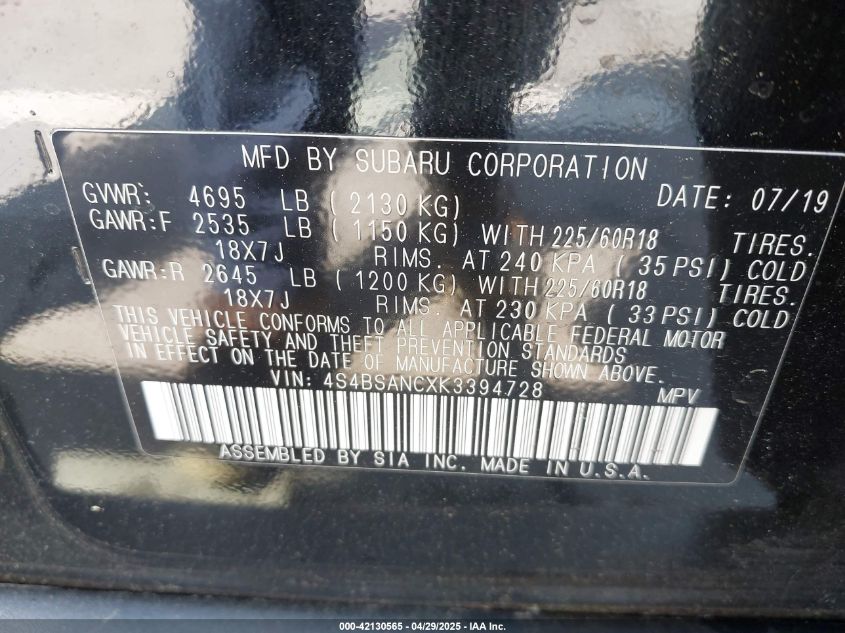 MFD BY SUBARU CORPORATION
GVWR: 4695 LB ( 2130 KG) DATE: 07/19
GAWR:F 2535 LB ( 1150 KG) WITH 225/60R18 TIRES.
18X7J RIMS. AT 240 KPA ( 35 PSI) COLD
GAWR:R 2645 LB ( 1200 KG) WITH 225/60R18 TIRES.
18X7J RIMS. AT 230 KPA ( 33 PSI) COLD
THIS VEHICLE CONFORMS TO ALL APPLICABLE FEDERAL MOTOR
VEHICLE SAFETY AND THEFT PREVENTION STANDARDS
IN EFFECT ON THE DATE OF MANUFACTURE SHOWN ABOVE.
VIN: 4S4BSANCXK3394728 MPV
ASSEMBLED BY SIA INC. MADE IN U.S.A.
000-42130565 - 04/29/2025 - IAA Inc.